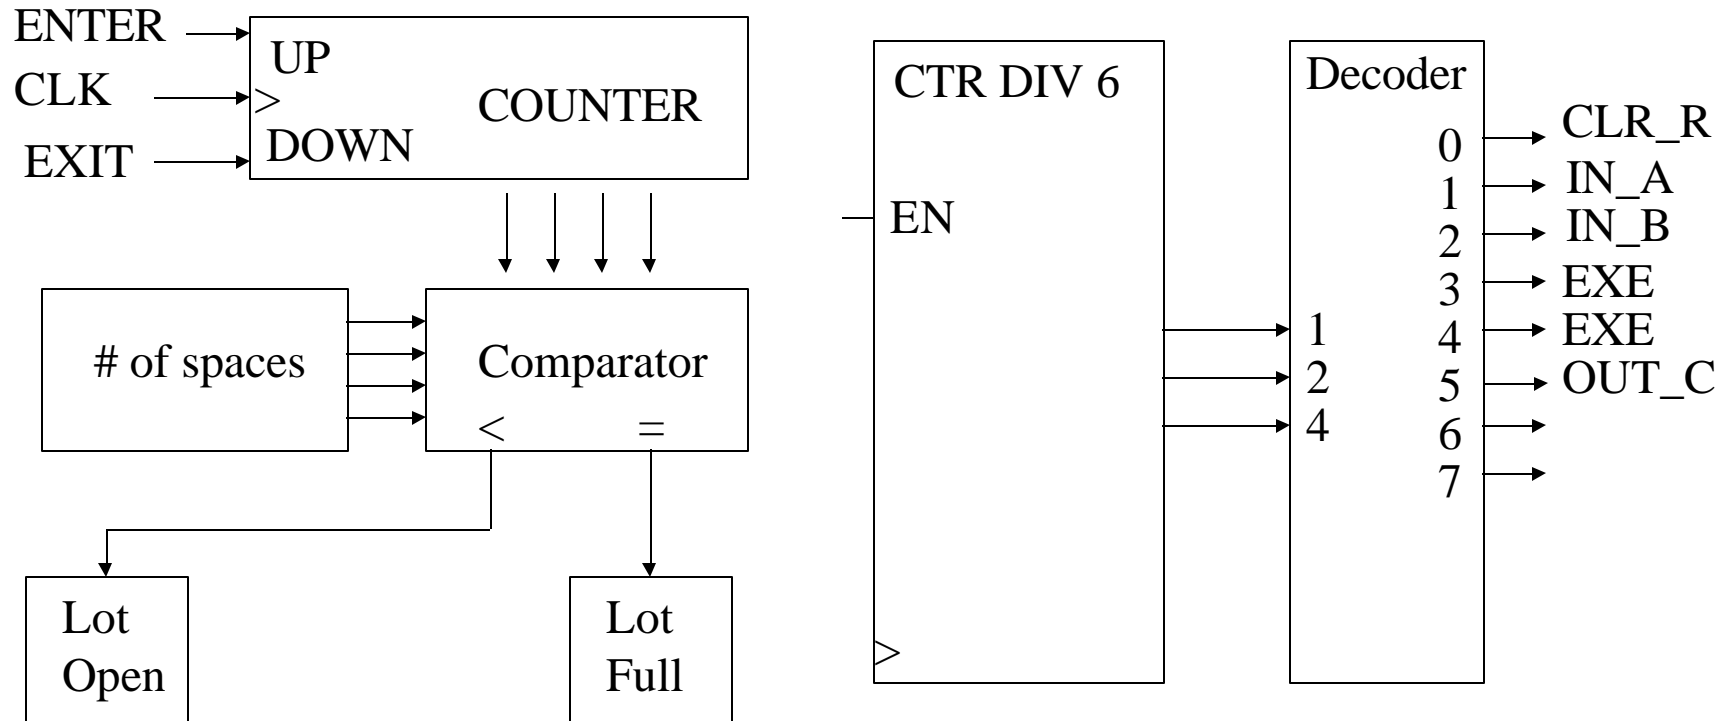 ENTER
CLK
EXIT
UP
>
COUNTER
DOWN
# of spaces
Comparator
< =
Lot
Open
Lot
Full
CTR DIV 6
EN
>
Decoder
1
2
4
0
1
2
3
4
5
6
7
CLR_R
IN_A
IN_B
EXE
EXE
OUT_C